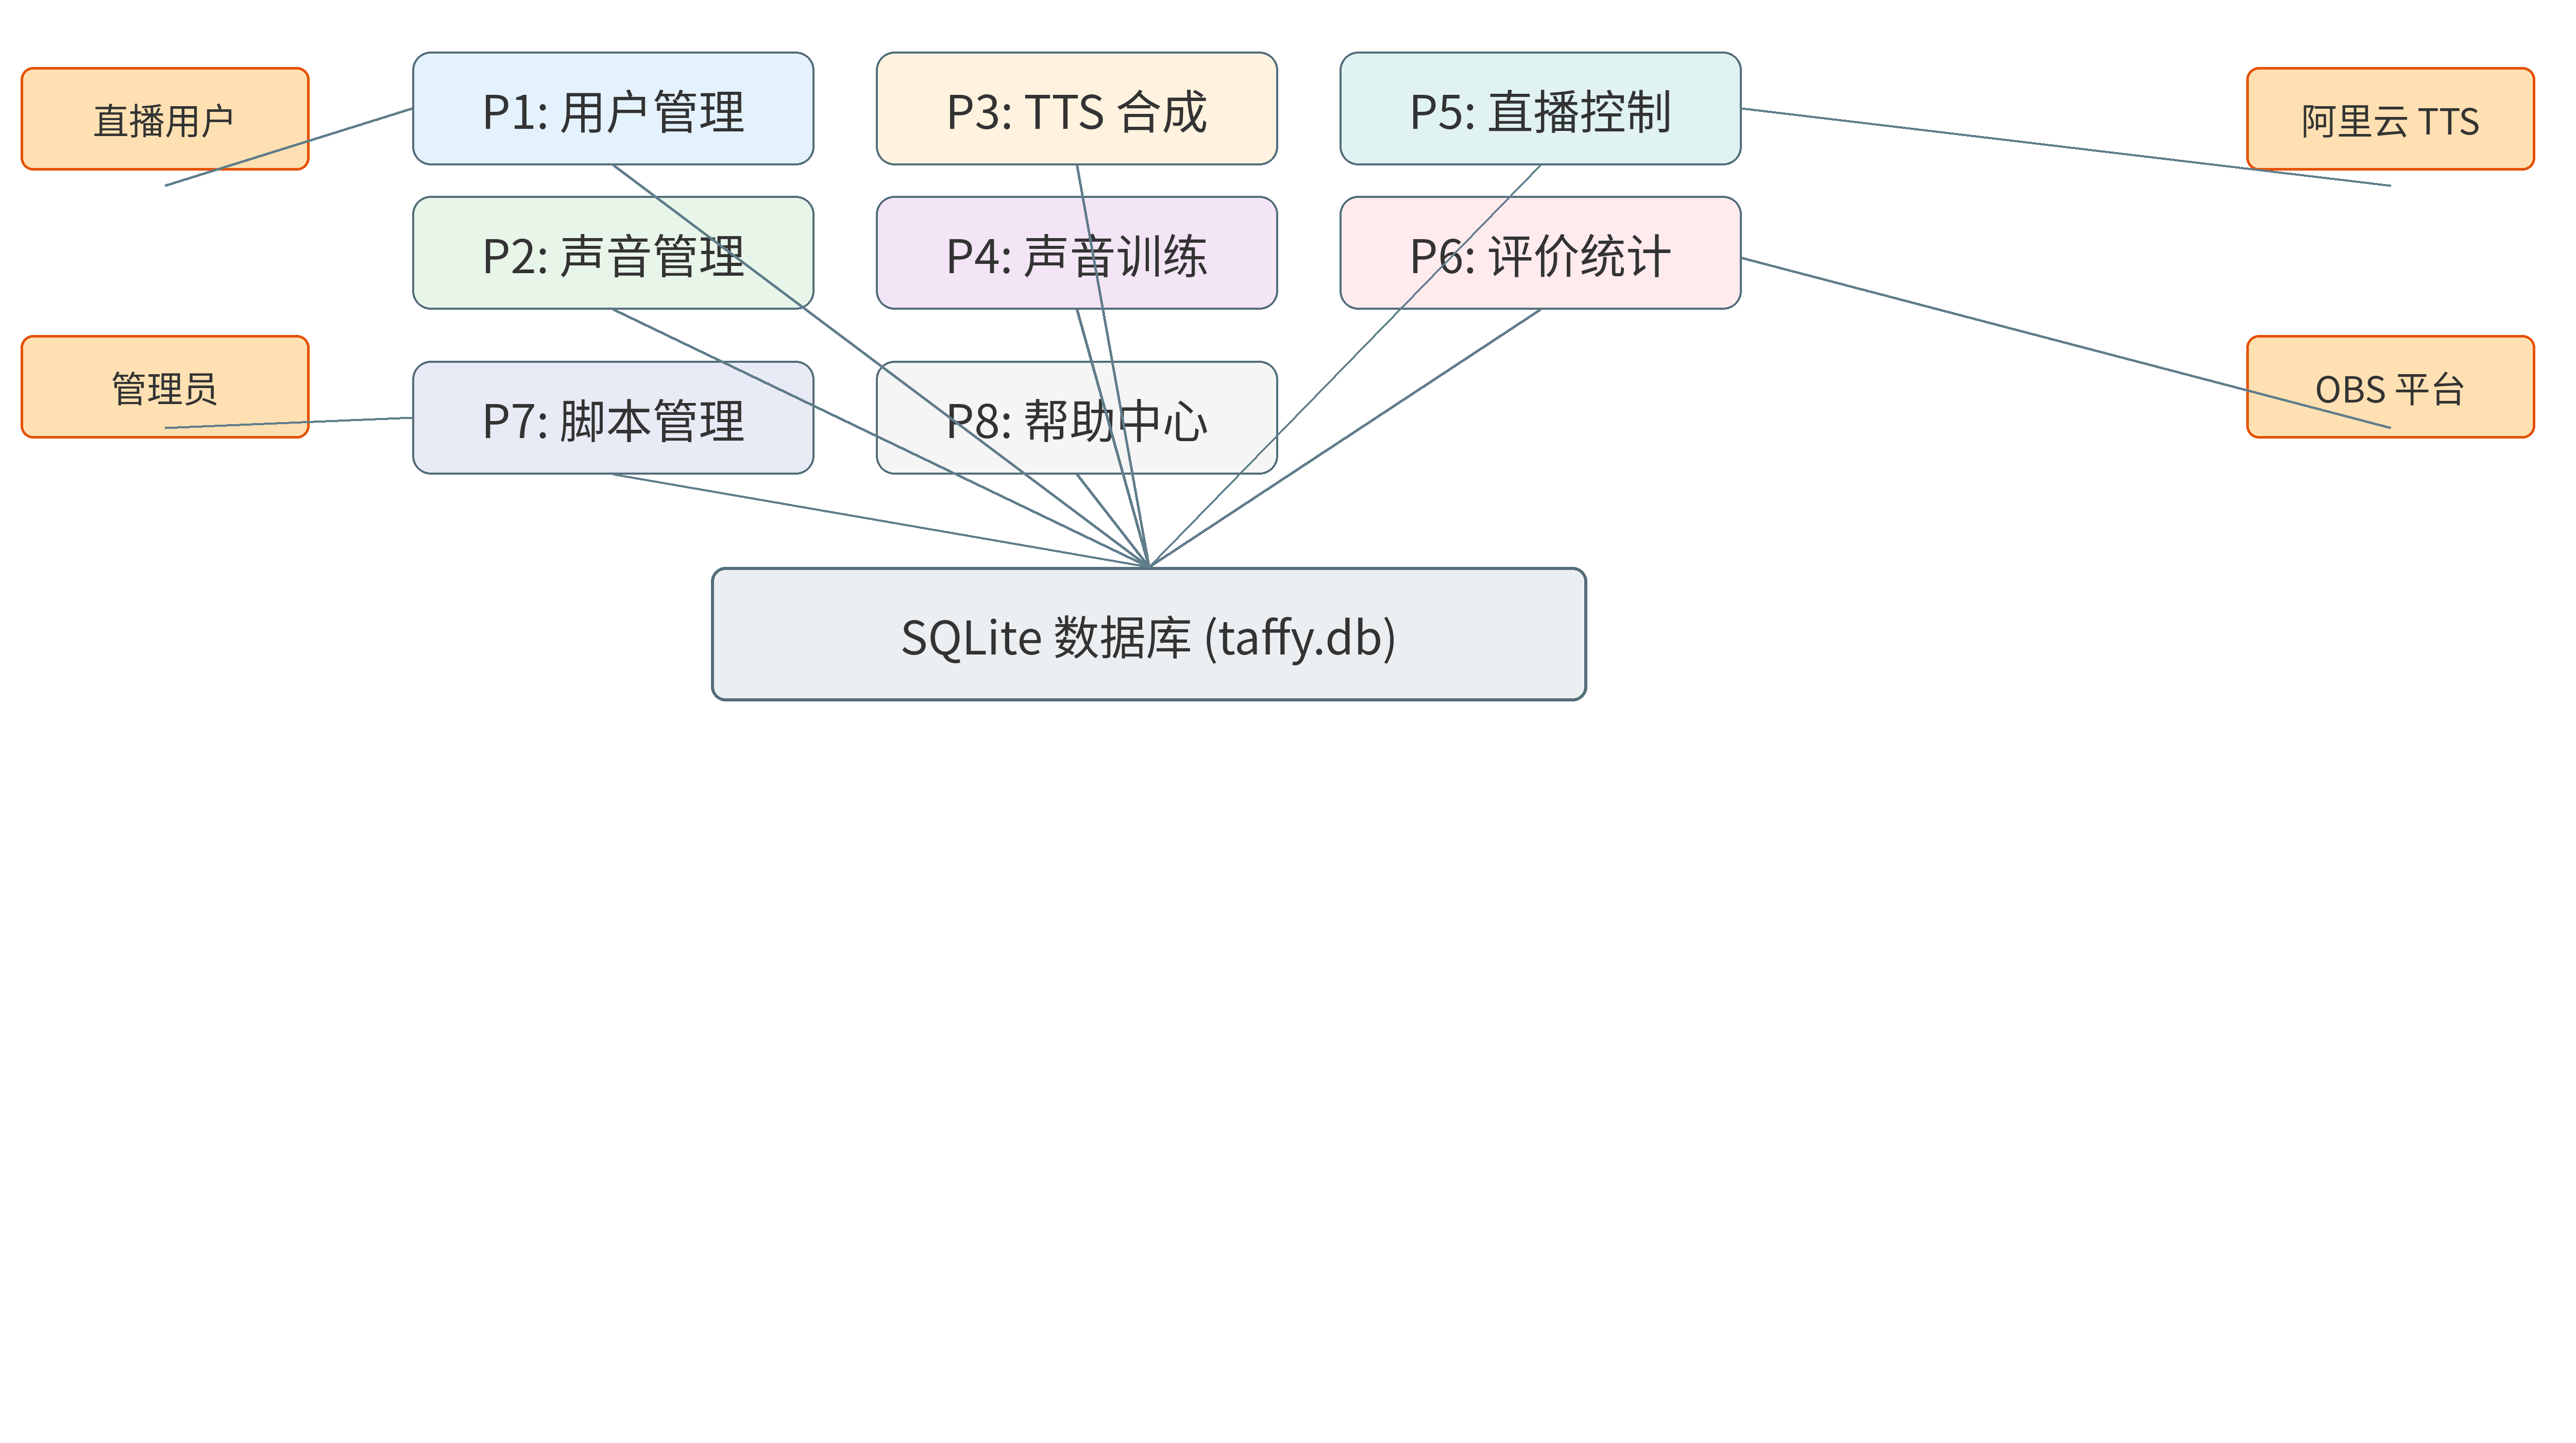 直播用户
P1: 用户管理
P3: TTS 合成
P5: 直播控制
阿里云 TTS
P2: 声音管理
P4: 声音训练
P6: 评价统计
管理员
P7: 脚本管理
P8: 帮助中心
OBS 平台
SQLite 数据库 (taffy.db)